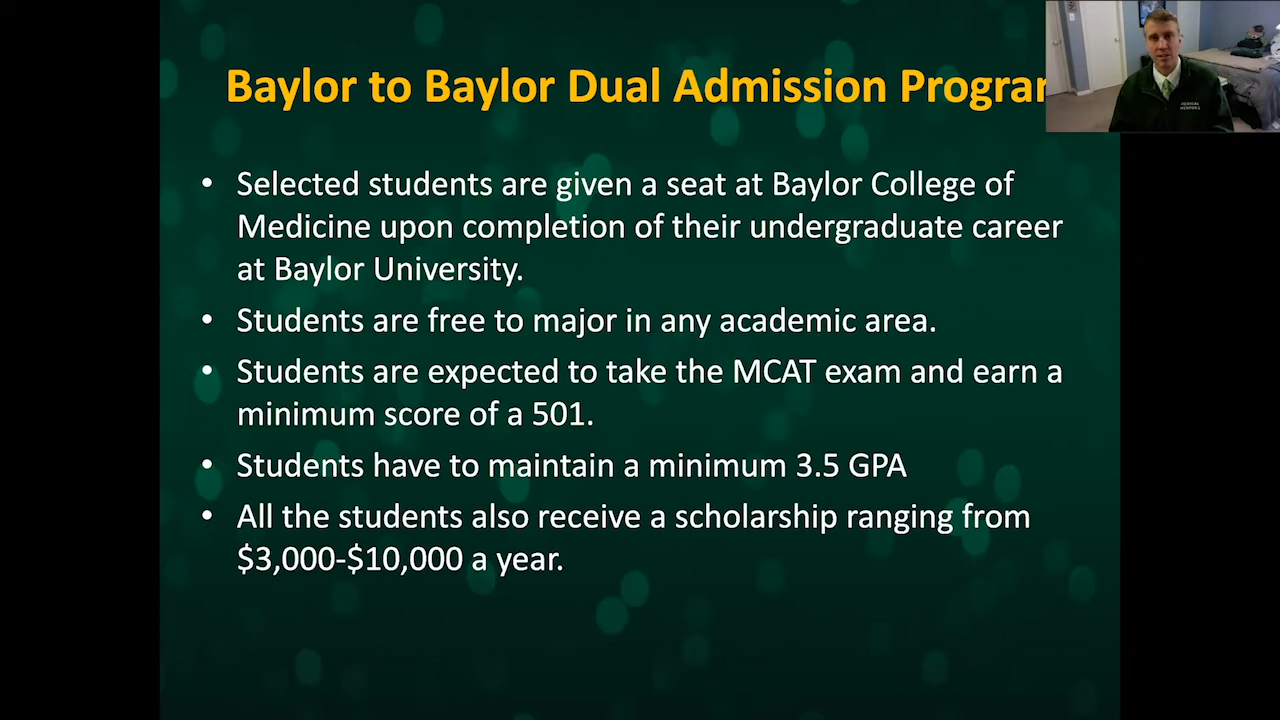 Baylor to Baylor Dual Admission
• Selected students are given a seat at Baylor College of
Medicine upon completion of their undergraduate career
at Baylor University.
• Students are free to major in any academic area.
• Students are expected to take the MCAT exam and earn a
minimum score of a 501.
• Students have to maintain a minimum 3.5 GPA
• All the students also receive a scholarship ranging from
$3,000-$10,000 a year.